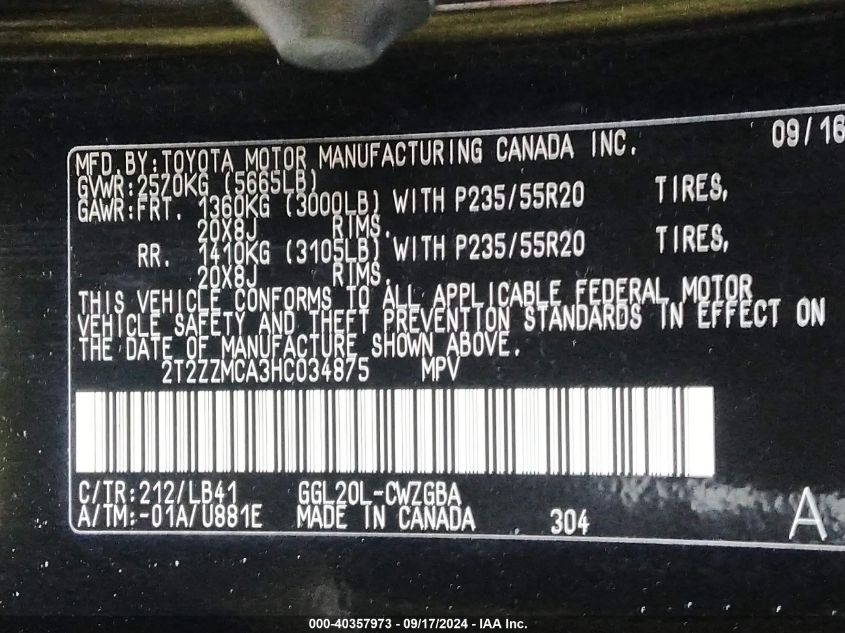 09/16
MFD.BY:TOYOTA MOTOR MANUFACTURING CANADA INC.
GVWR:2570KG (5665LB)
GAWR:FRT. 1360KG (3000LB) WITH P235/55R20 TIRES,
20X8J RIMS.
RR. 1410KG (3105LB) WITH P235/55R20 TIRES,
20X8J RIMS.
THIS VEHICLE CONFORMS TO ALL APPLICABLE FEDERAL MOTOR
VEHICLE SAFETY AND THEFT PREVENTION STANDARDS IN EFFECT ON
THE DATE OF MANUFACTURE SHOWN ABOVE.
2T2ZZMCA3HC034875 MPV
C/TR:212/LB41 GGL20L-CWZGBA
A/TM:-01A/U881E MADE IN CANADA 304 A
000-40357973 - 09/17/2024 - IAA Inc.